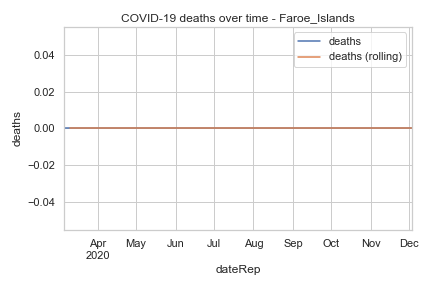 COVID-19 deaths over time - Faroe_Islands
deaths
deaths (rolling)
0.04
0.02
0.00
−0.02
−0.04
deaths
Apr May Jun Jul Aug Sep Oct Nov Dec
2020
dateRep